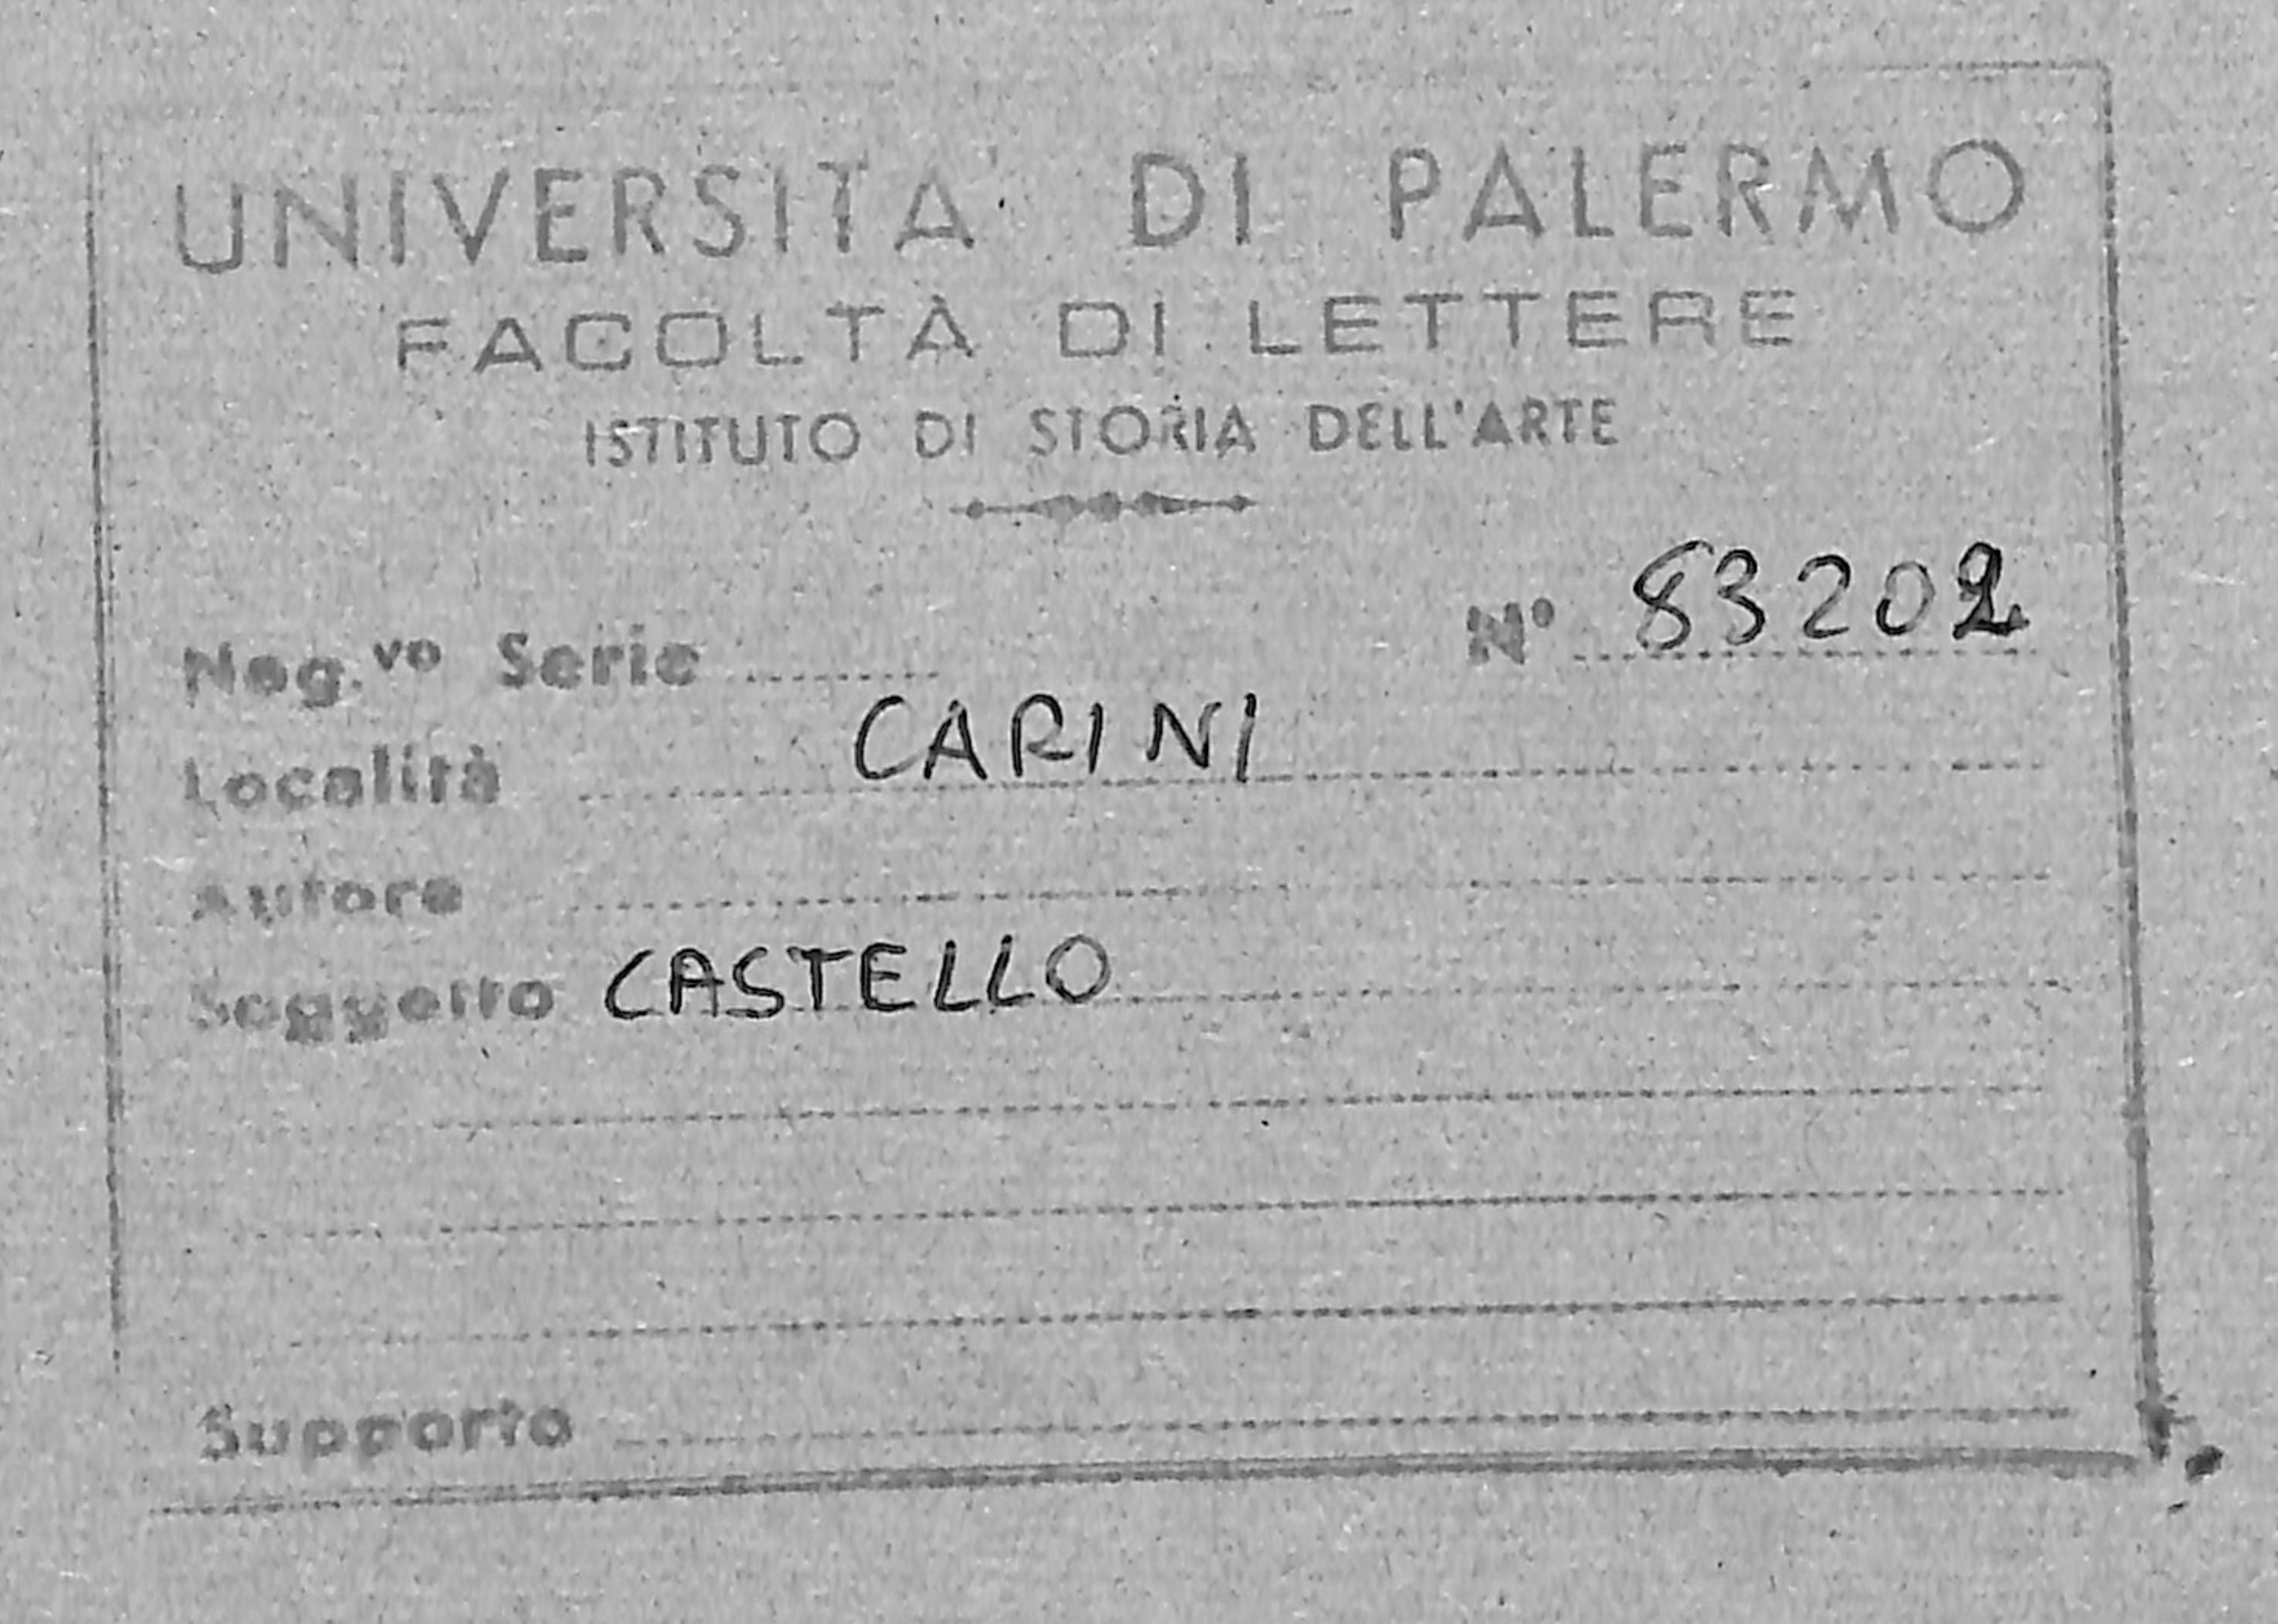 UNIVERSITA' DI PALERMO
FACOLTÀ DI LETTERE
ISTITUTO DI STORIA DELL'ARTE
Neg.vo Serie N° 83202
Località CARINI
Autore
Soggetto CASTELLO
Supporto